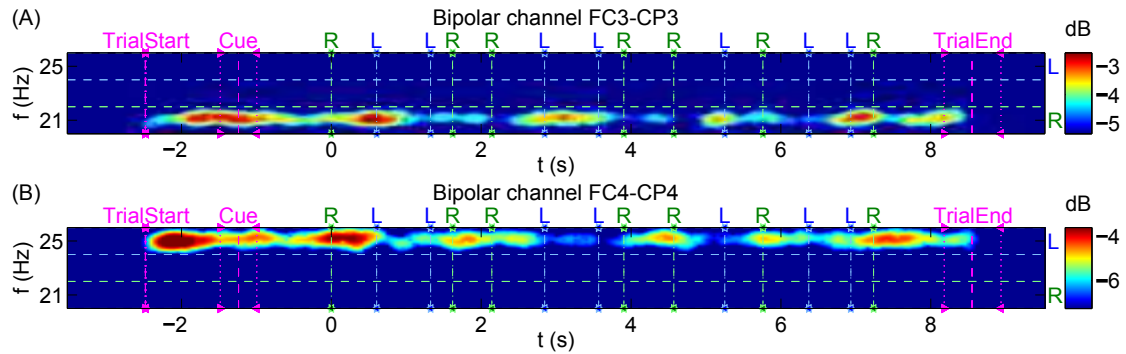 (A) Bipolar channel FC3-CP3 dB
TrialStart Cue R L L R R L L R R L R L L R TrialEnd
25 L −3
f (Hz) −4
21 R −5
−2 0 2 4 6 8
t (s)
(B) Bipolar channel FC4-CP4 dB
TrialStart Cue R L L R R L L R R L R L L R TrialEnd
25 L −4
f (Hz)
21 R −6
−2 0 2 4 6 8
t (s)